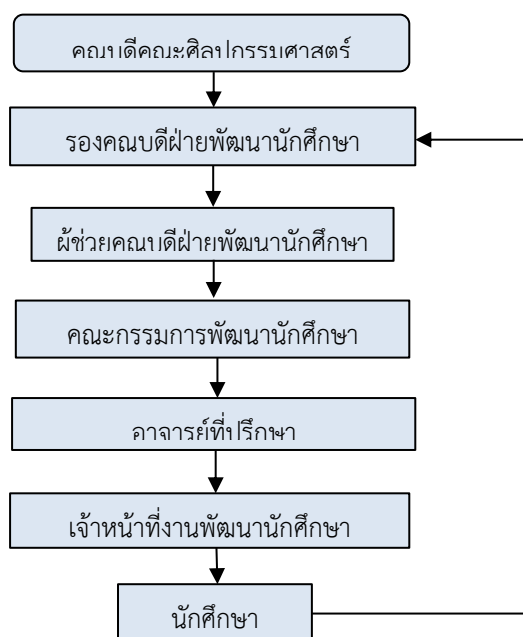 คณบดีคณะศิลปกรรมศาสตร์
รองคณบดีฝ่ายพัฒนานักศึกษา
ผู้ช่วยคณบดีฝ่ายพัฒนานักศึกษา
คณะกรรมการพัฒนานักศึกษา
อาจารย์ที่ปรึกษา
เจ้าหน้าที่งานพัฒนานักศึกษา
นักศึกษา